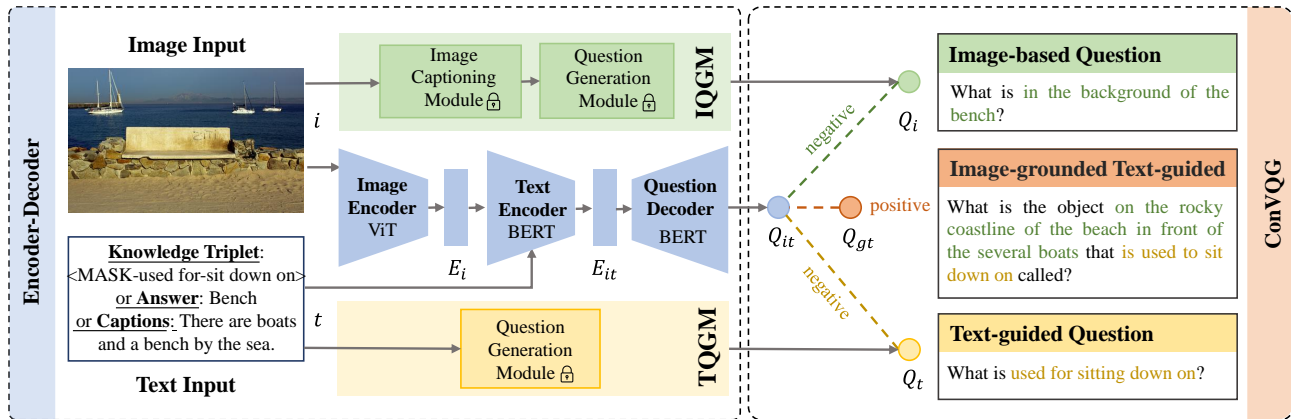 Encoder-Decoder
Image Input
i
Image
Captioning
Module
Question
Generation
Module
IQGM
Image
Encoder
ViT
E_i
Text
Encoder
BERT
E_it
Question
Decoder
BERT
Knowledge Triplet:
<MASK-used for-sit down on>
or Answer: Bench
or Captions: There are boats
and a bench by the sea.
t
Text Input
Question
Generation
Module
TQGM
negative
Q_i
Q_it
positive
Q_gt
negative
Q_t
Image-based Question
What is in the background of the
bench?
Image-grounded Text-guided
What is the object on the rocky
coastline of the beach in front of
the several boats that is used to sit
down on called?
Text-guided Question
What is used for sitting down on?
ConVQG